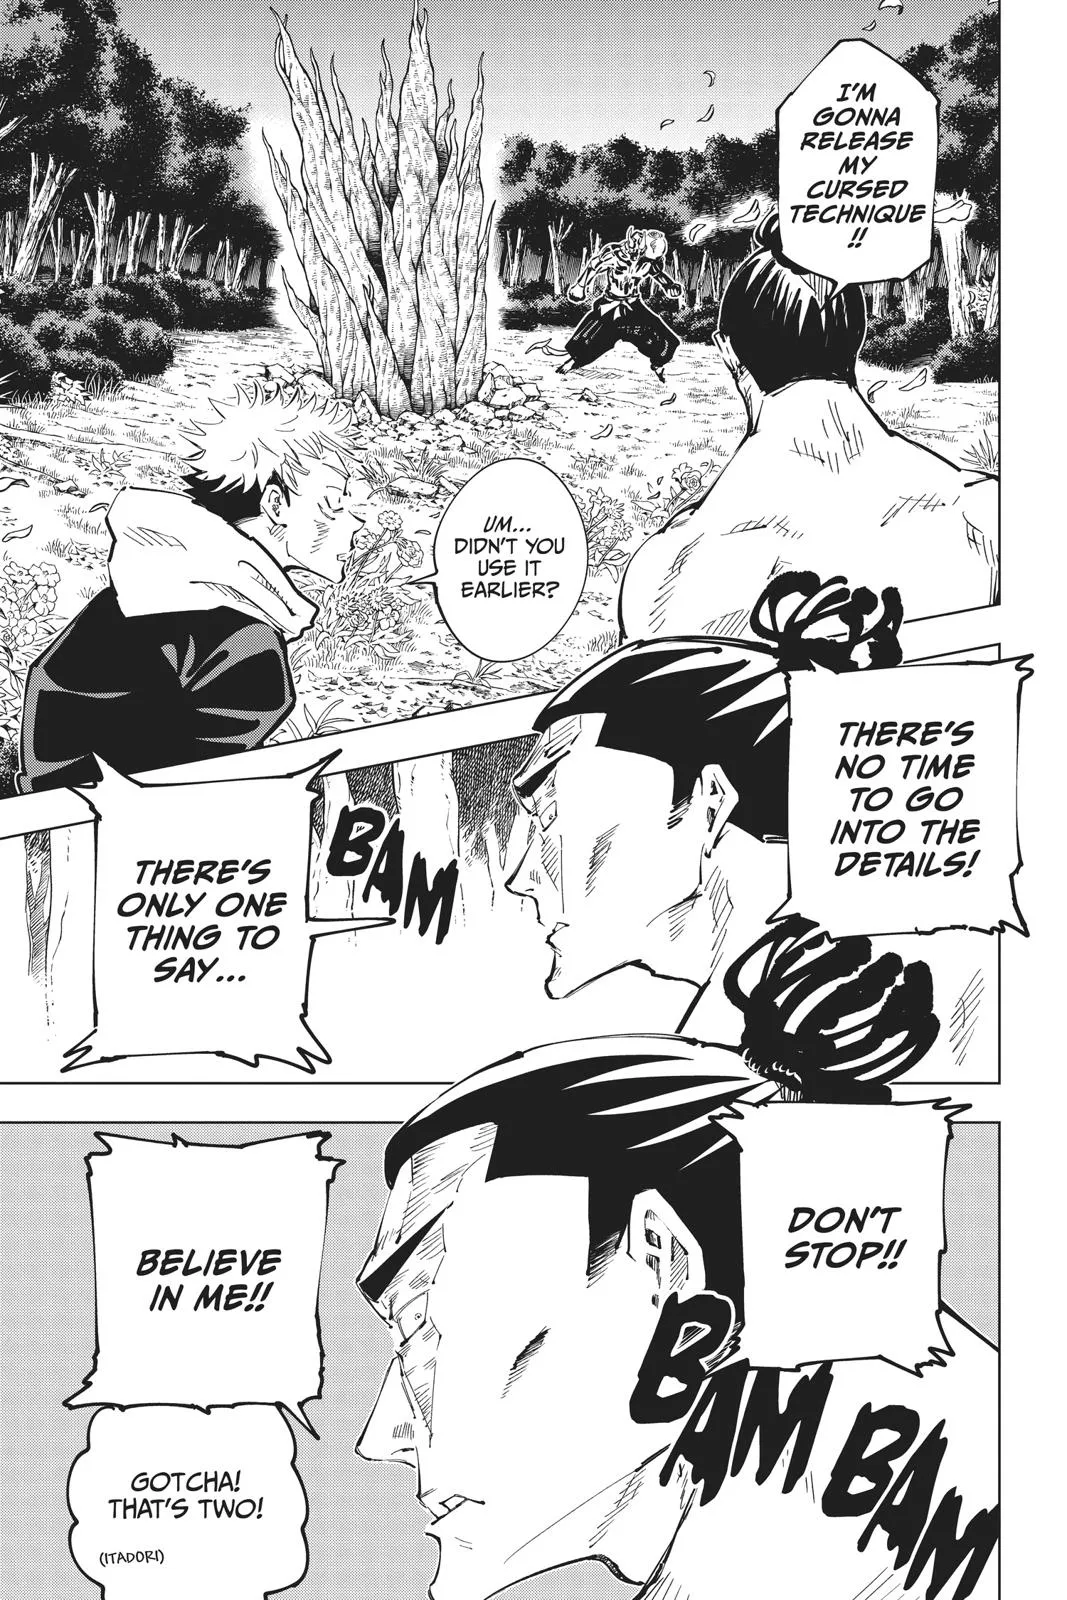 I'M
GONNA
RELEASE
MY
CURSED
TECHNIQUE
!!
UM...
DIDN'T YOU
USE IT
EARLIER?
THERE'S
NO TIME
TO GO
INTO THE
DETAILS!
BAM
THERE'S
ONLY ONE
THING TO
SAY...
DON'T
STOP!!
BELIEVE
IN ME!!
BAM
BAM
GOTCHA!
THAT'S TWO!
(ITADORI)